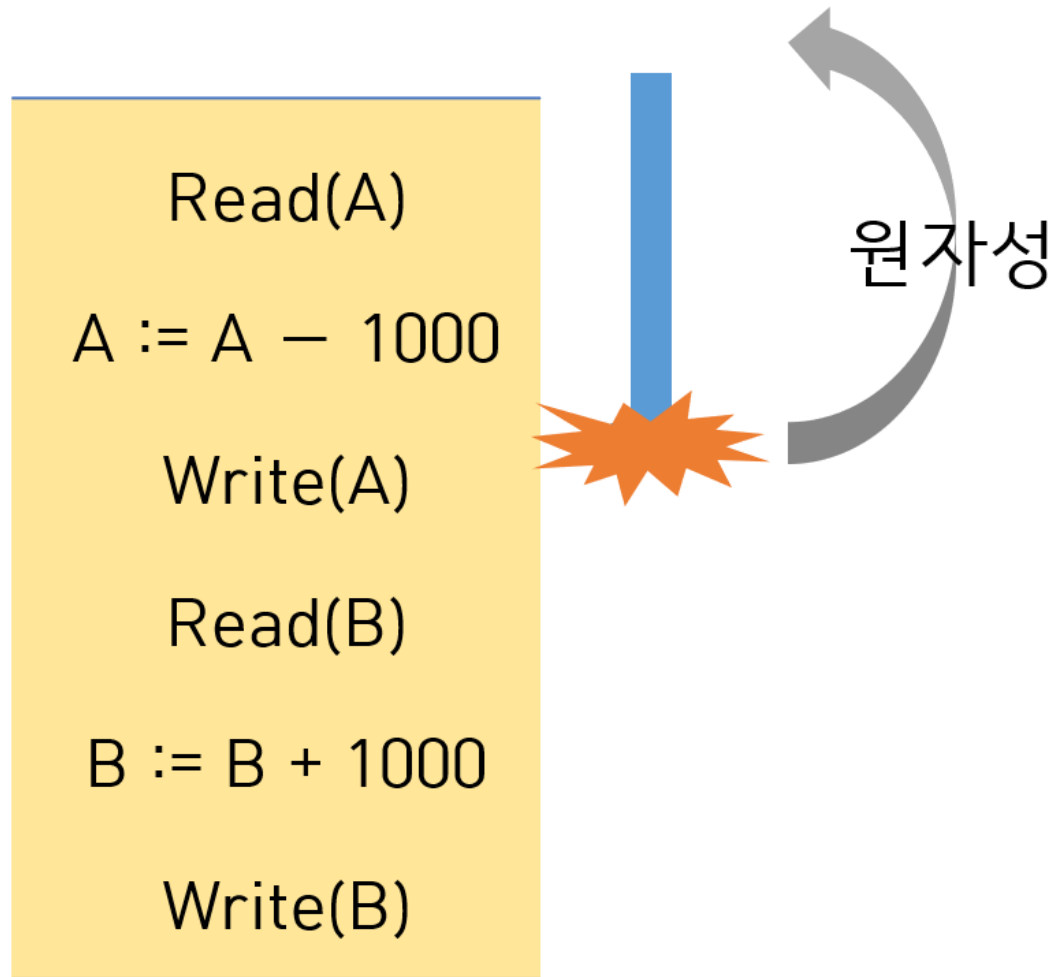 Read(A)
A := A – 1000
Write(A)
Read(B)
B := B + 1000
Write(B)
원자성